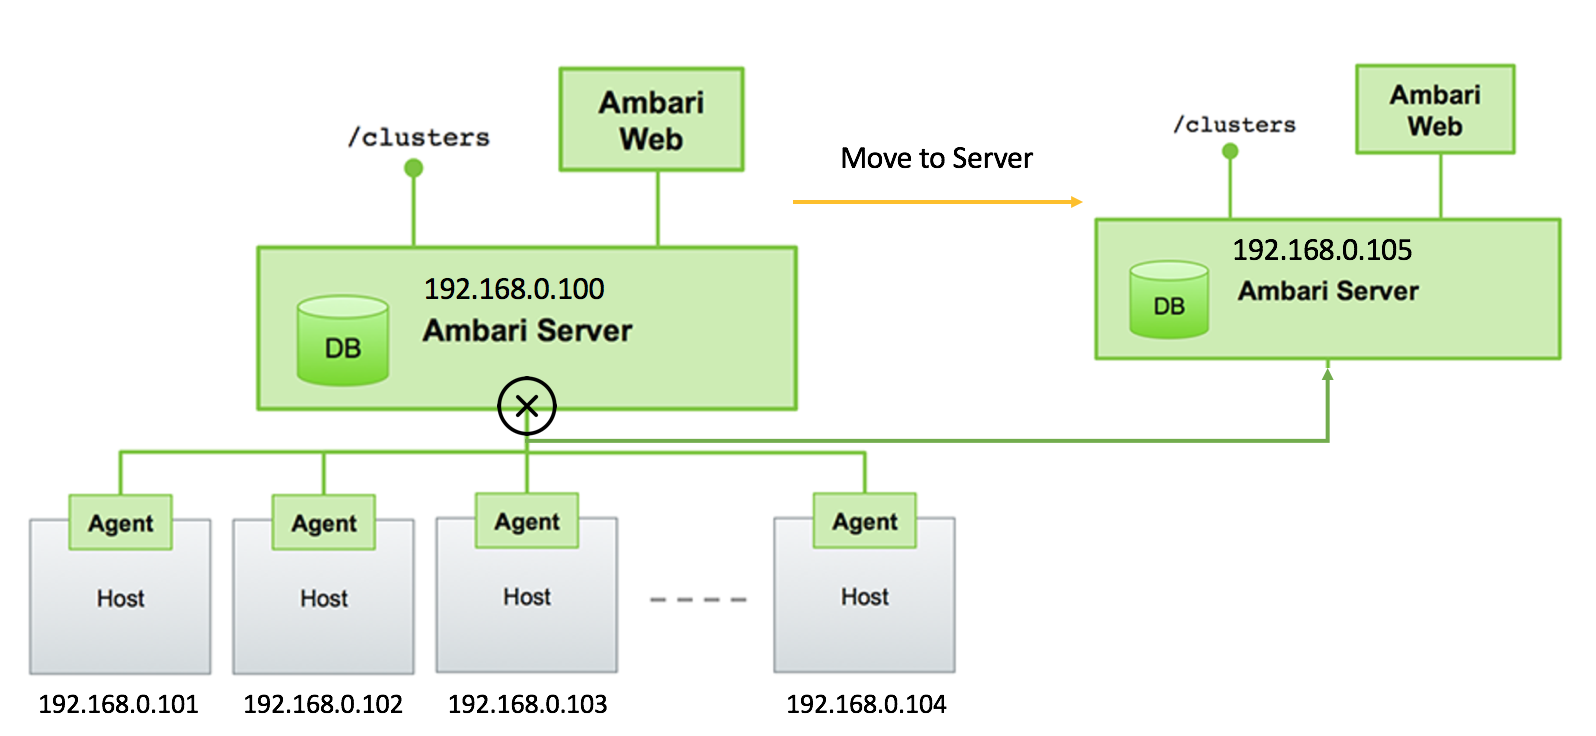 /clusters
Ambari
Web
192.168.0.100
DB
Ambari Server
Move to Server
/clusters
Ambari
Web
192.168.0.105
DB
Ambari Server
Agent
Agent
Agent
Agent
Host
Host
Host
Host
192.168.0.101
192.168.0.102
192.168.0.103
192.168.0.104